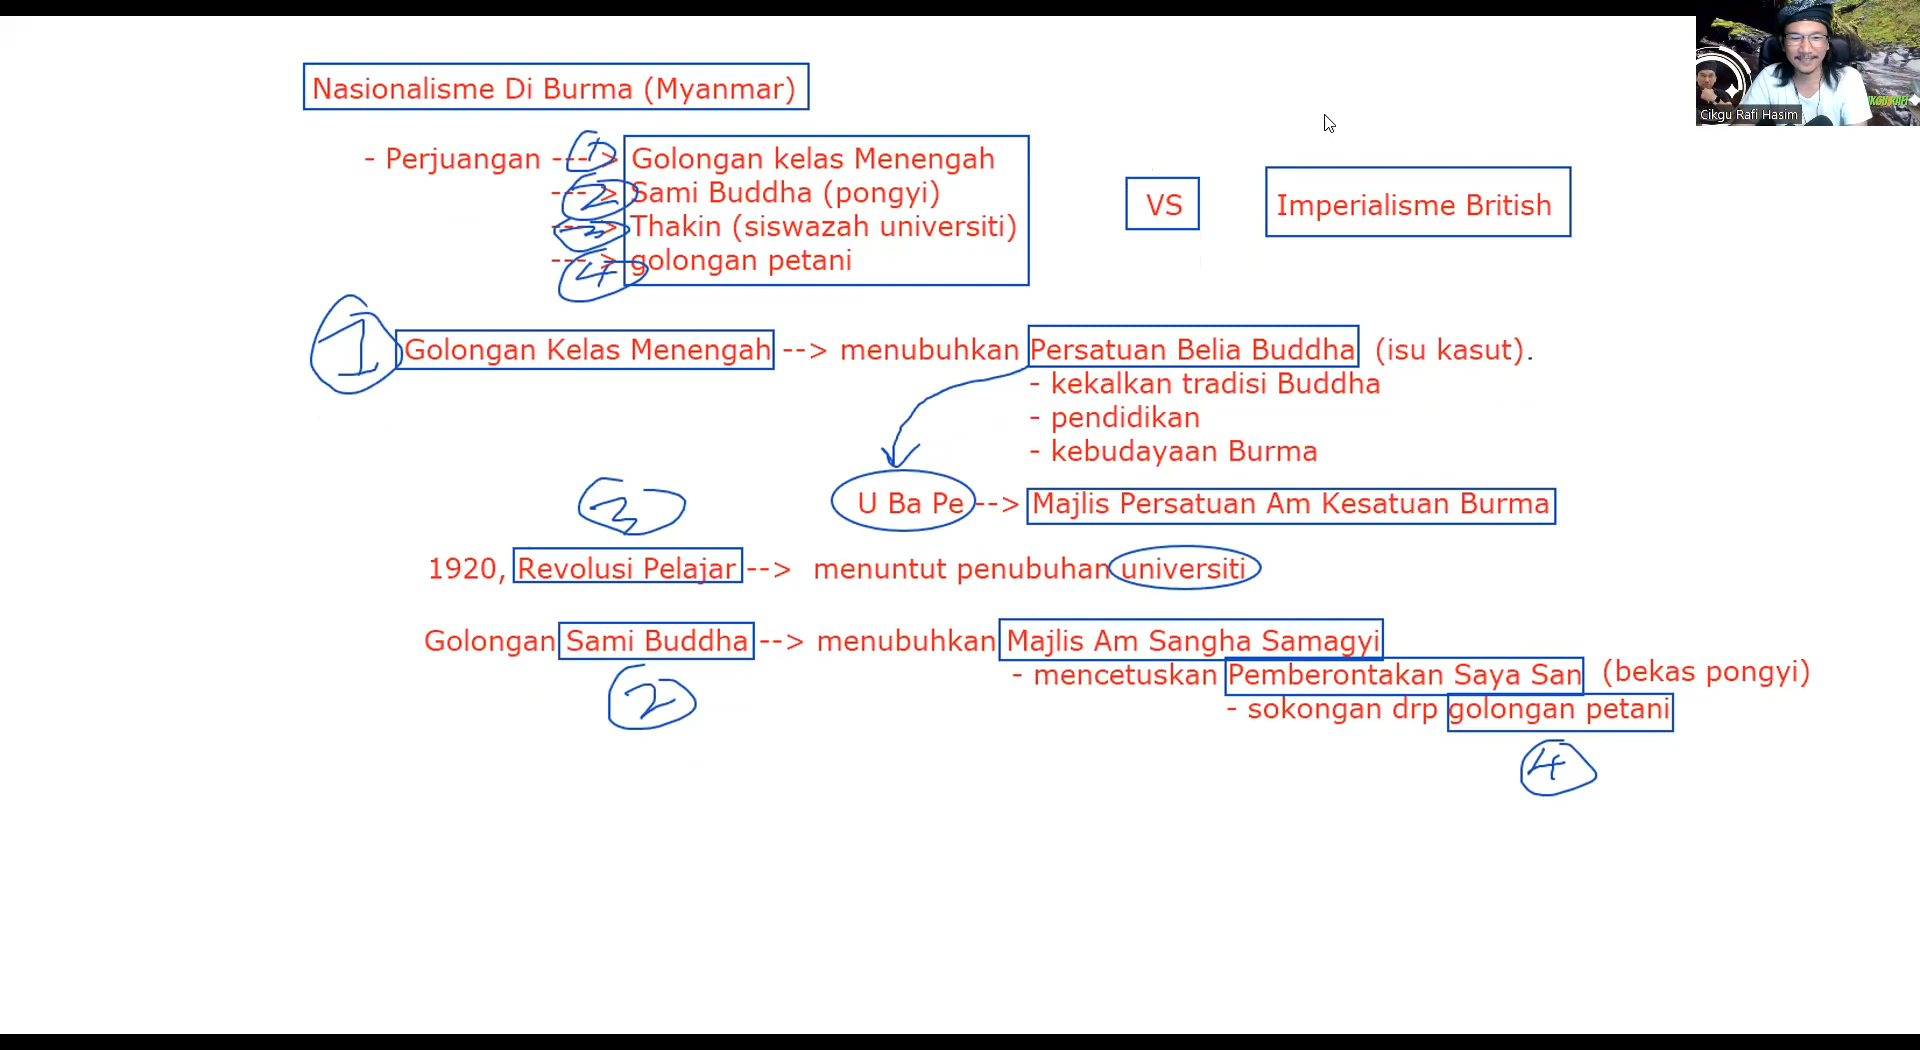 Nasionalisme Di Burma (Myanmar)
Cikgu Rafi Hasim
- Perjuangan ---> 1 Golongan kelas Menengah
---> 2 Sami Buddha (pongyi)
---> 3 Thakin (siswazah universiti)
---> 4 golongan petani
VS
Imperialisme British
1 Golongan Kelas Menengah --> menubuhkan Persatuan Belia Buddha (isu kasut).
- kekalkan tradisi Buddha
- pendidikan
- kebudayaan Burma
U Ba Pe --> Majlis Persatuan Am Kesatuan Burma
3
1920, Revolusi Pelajar --> menuntut penubuhan universiti
Golongan Sami Buddha --> menubuhkan Majlis Am Sangha Samagyi
- mencetuskan Pemberontakan Saya San (bekas pongyi)
- sokongan drp golongan petani
2
4